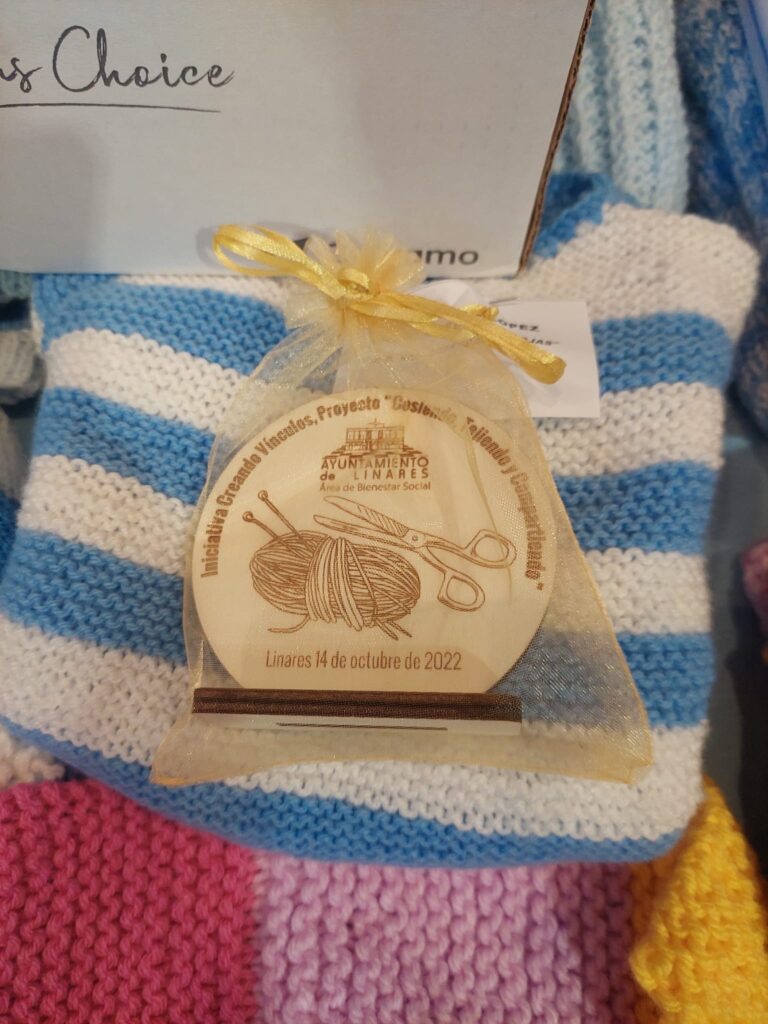 Choice
amo
Iniciativa Creando Vínculos, Proyecto "Cosiendo, Tejiendo y Compartiendo"
AYUNTAMIENTO
de LINARES
Área de Bienestar Social
Linares 14 de octubre de 2022